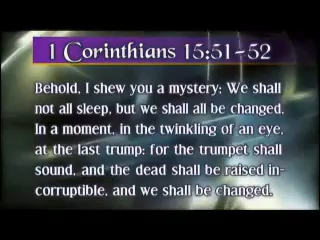 1 Corinthians 15:51-52
Behold, I shew you a mystery; We shall
not all sleep, but we shall all be changed,
In a moment, in the twinkling of an eye,
at the last trump: for the trumpet shall
sound, and the dead shall be raised in-
corruptible, and we shall be changed.